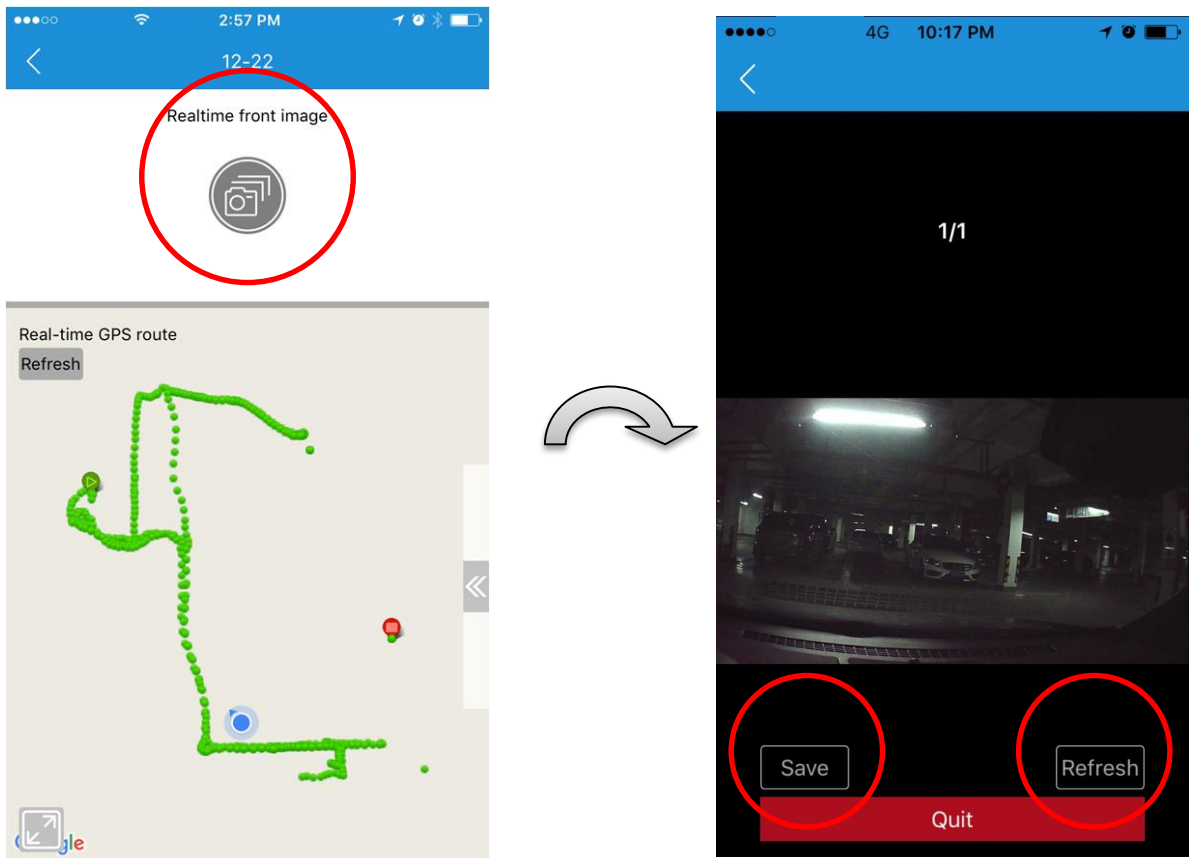 2:57 PM
12-22
Realtime front image
Real-time GPS route
Refresh
4G 10:17 PM
1/1
Save
Refresh
Quit